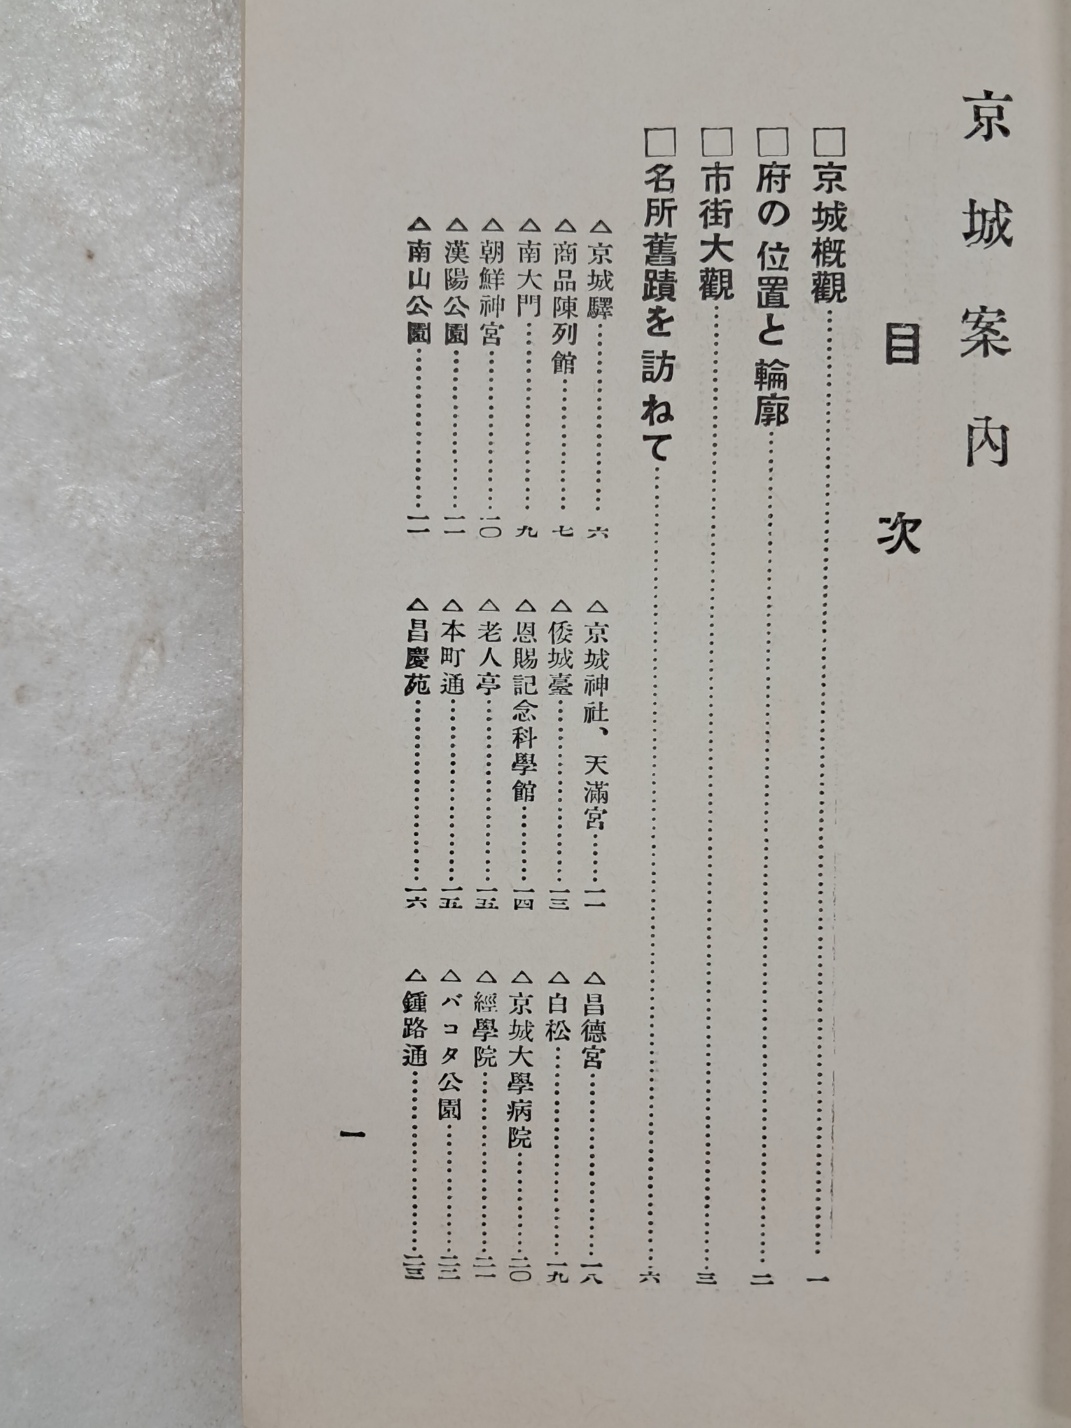 京城案內
目次
□京城槪觀……一
□府の位置と輪廓……二
□市街大觀……三
□名所舊蹟を訪ねて……六
△京城驛……六
△商品陳列館……七
△南大門……九
△朝鮮神宮……一〇
△漢陽公園……一一
△南山公園……一一
△京城神社、天滿宮……一一
△倭城臺……一三
△恩賜記念科學館……一四
△老人亭……一五
△本町通……一五
△昌慶苑……一六
△昌德宮……一八
△白松……一九
△京城大學病院……二〇
△經學院……二一
△パコタ公園……二二
△鍾路通……二三
一